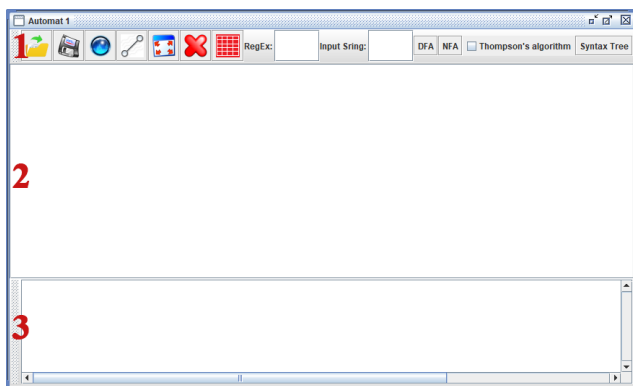 Automat 1
1 RegEx: Input Sring: DFA NFA Thompson's algorithm Syntax Tree
2
3